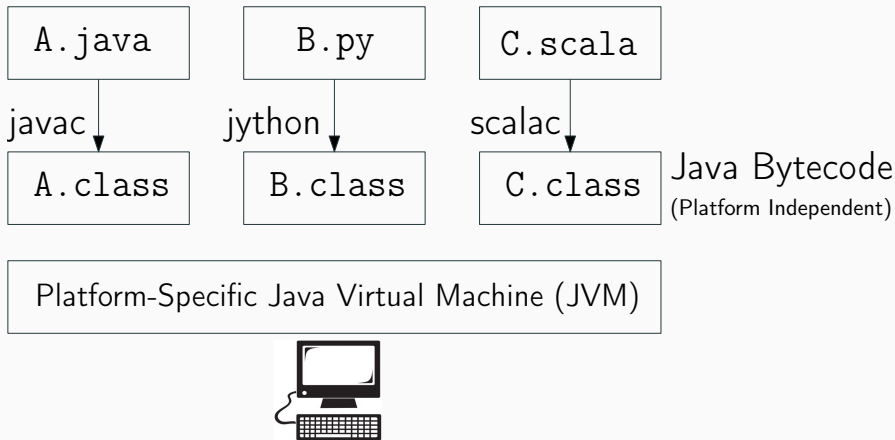 A.java B.py C.scala
javac jython scalac
A.class B.class C.class Java Bytecode
(Platform Independent)
Platform-Specific Java Virtual Machine (JVM)